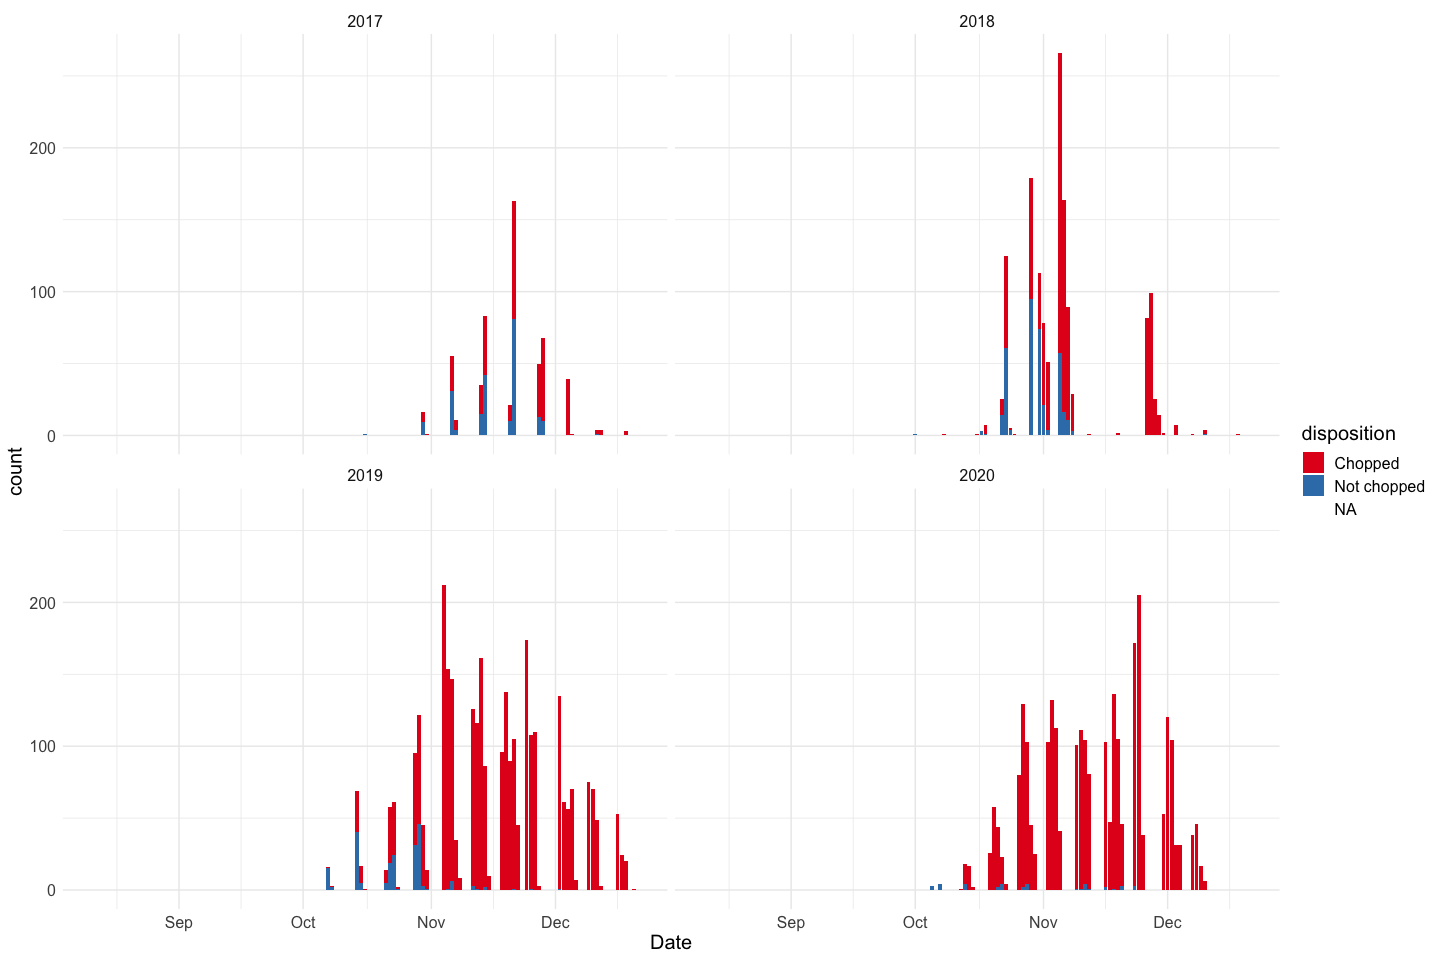 2017
2018
200
100
0
count
2019
2020
200
100
0
Sep
Oct
Nov
Dec
Sep
Oct
Nov
Dec
Date
disposition
Chopped
Not chopped
NA